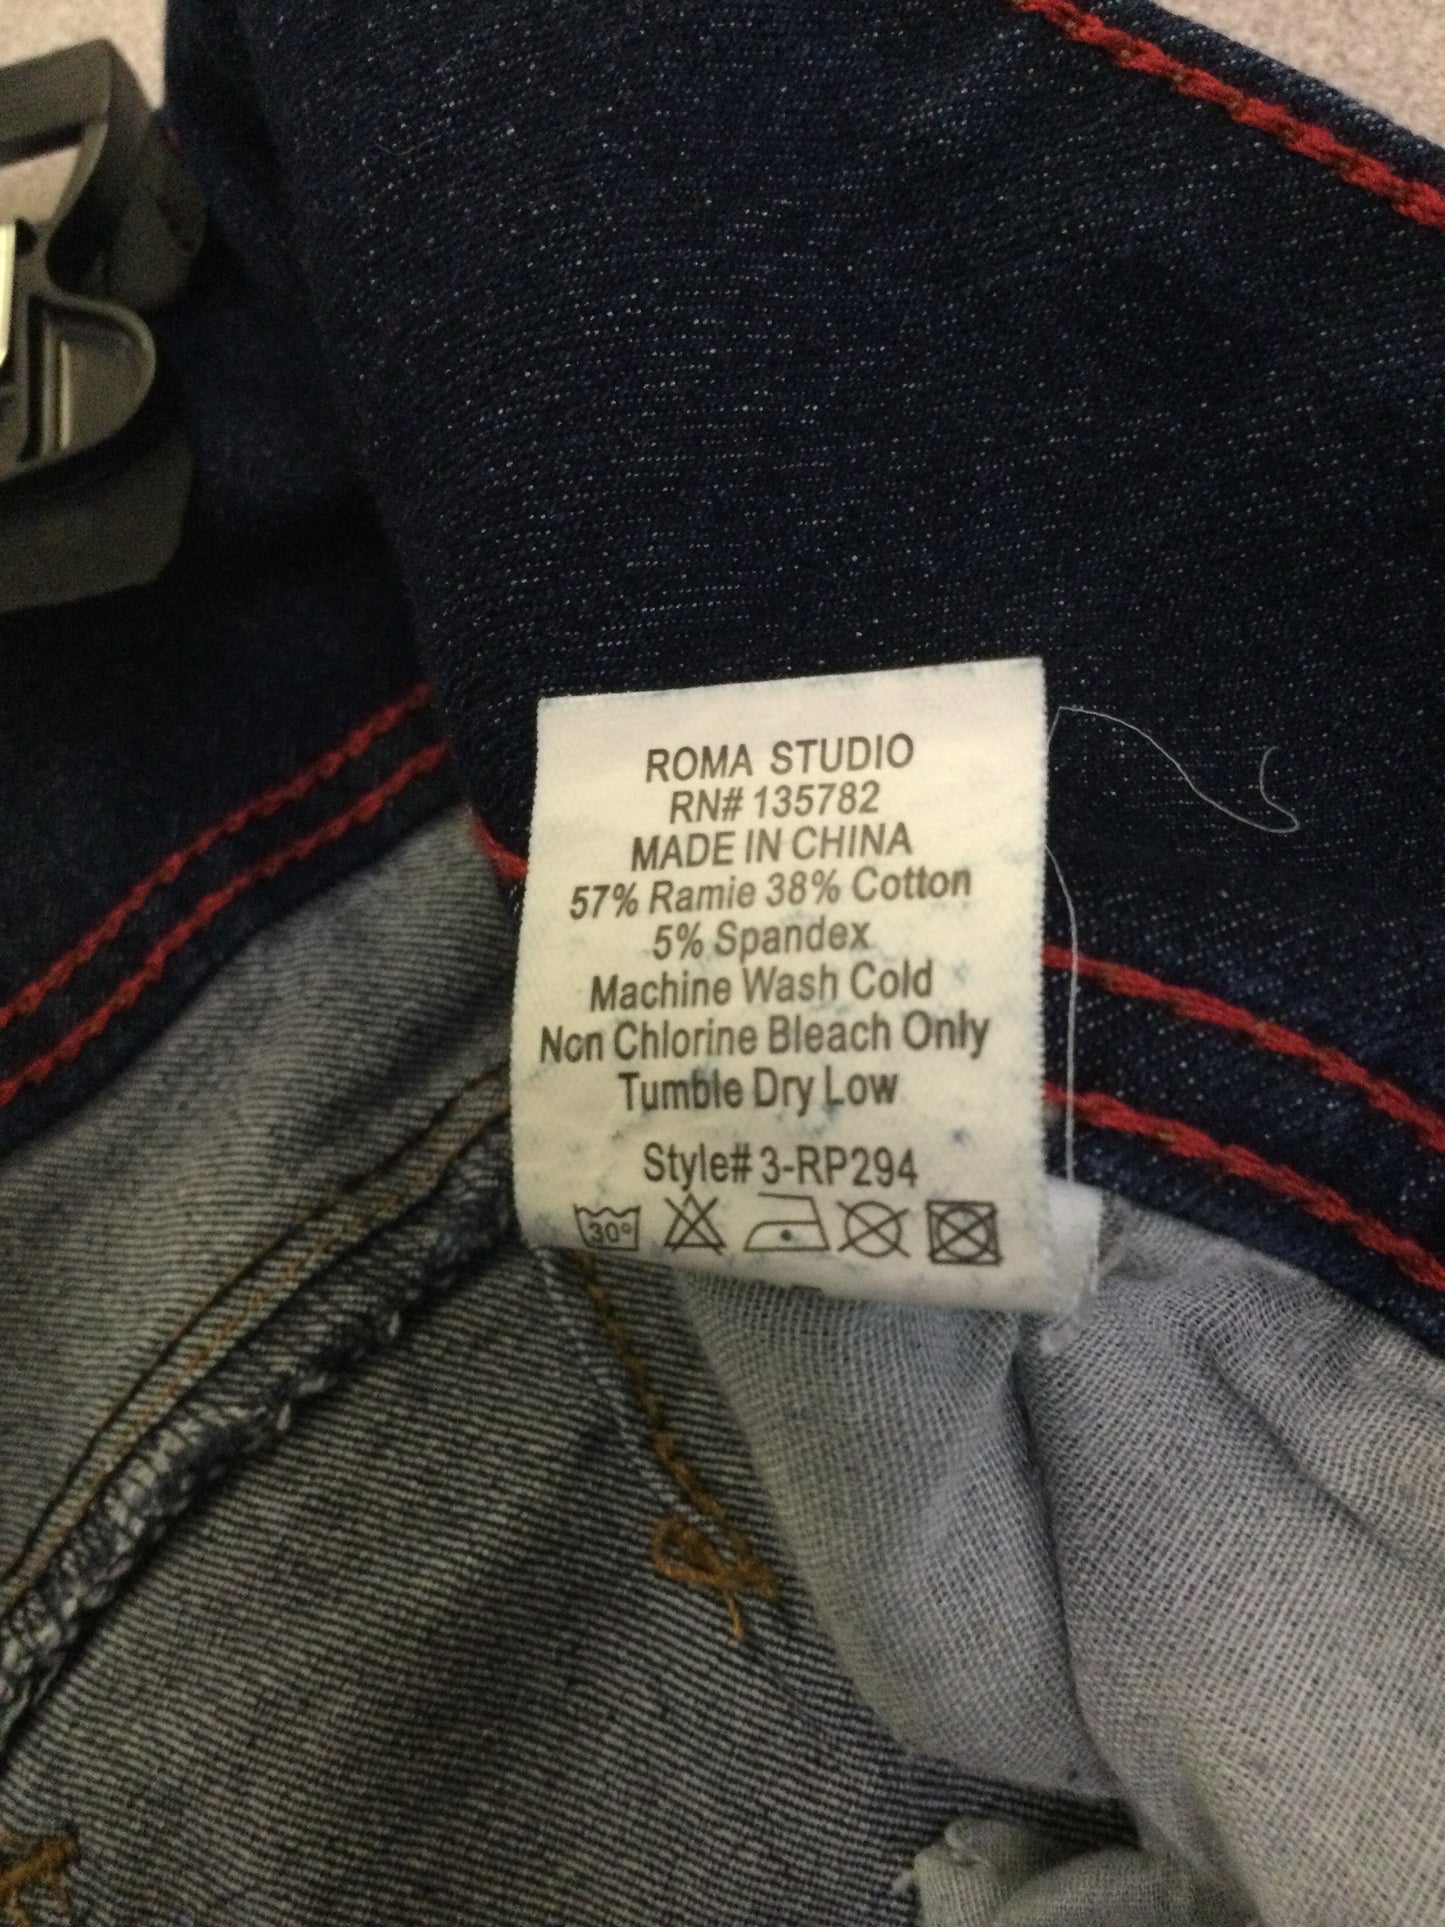 ROMA STUDIO
RN# 135782
MADE IN CHINA
57% Ramie 38% Cotton
5% Spandex
Machine Wash Cold
Non Chlorine Bleach Only
Tumble Dry Low
Style# 3-RP294
30°